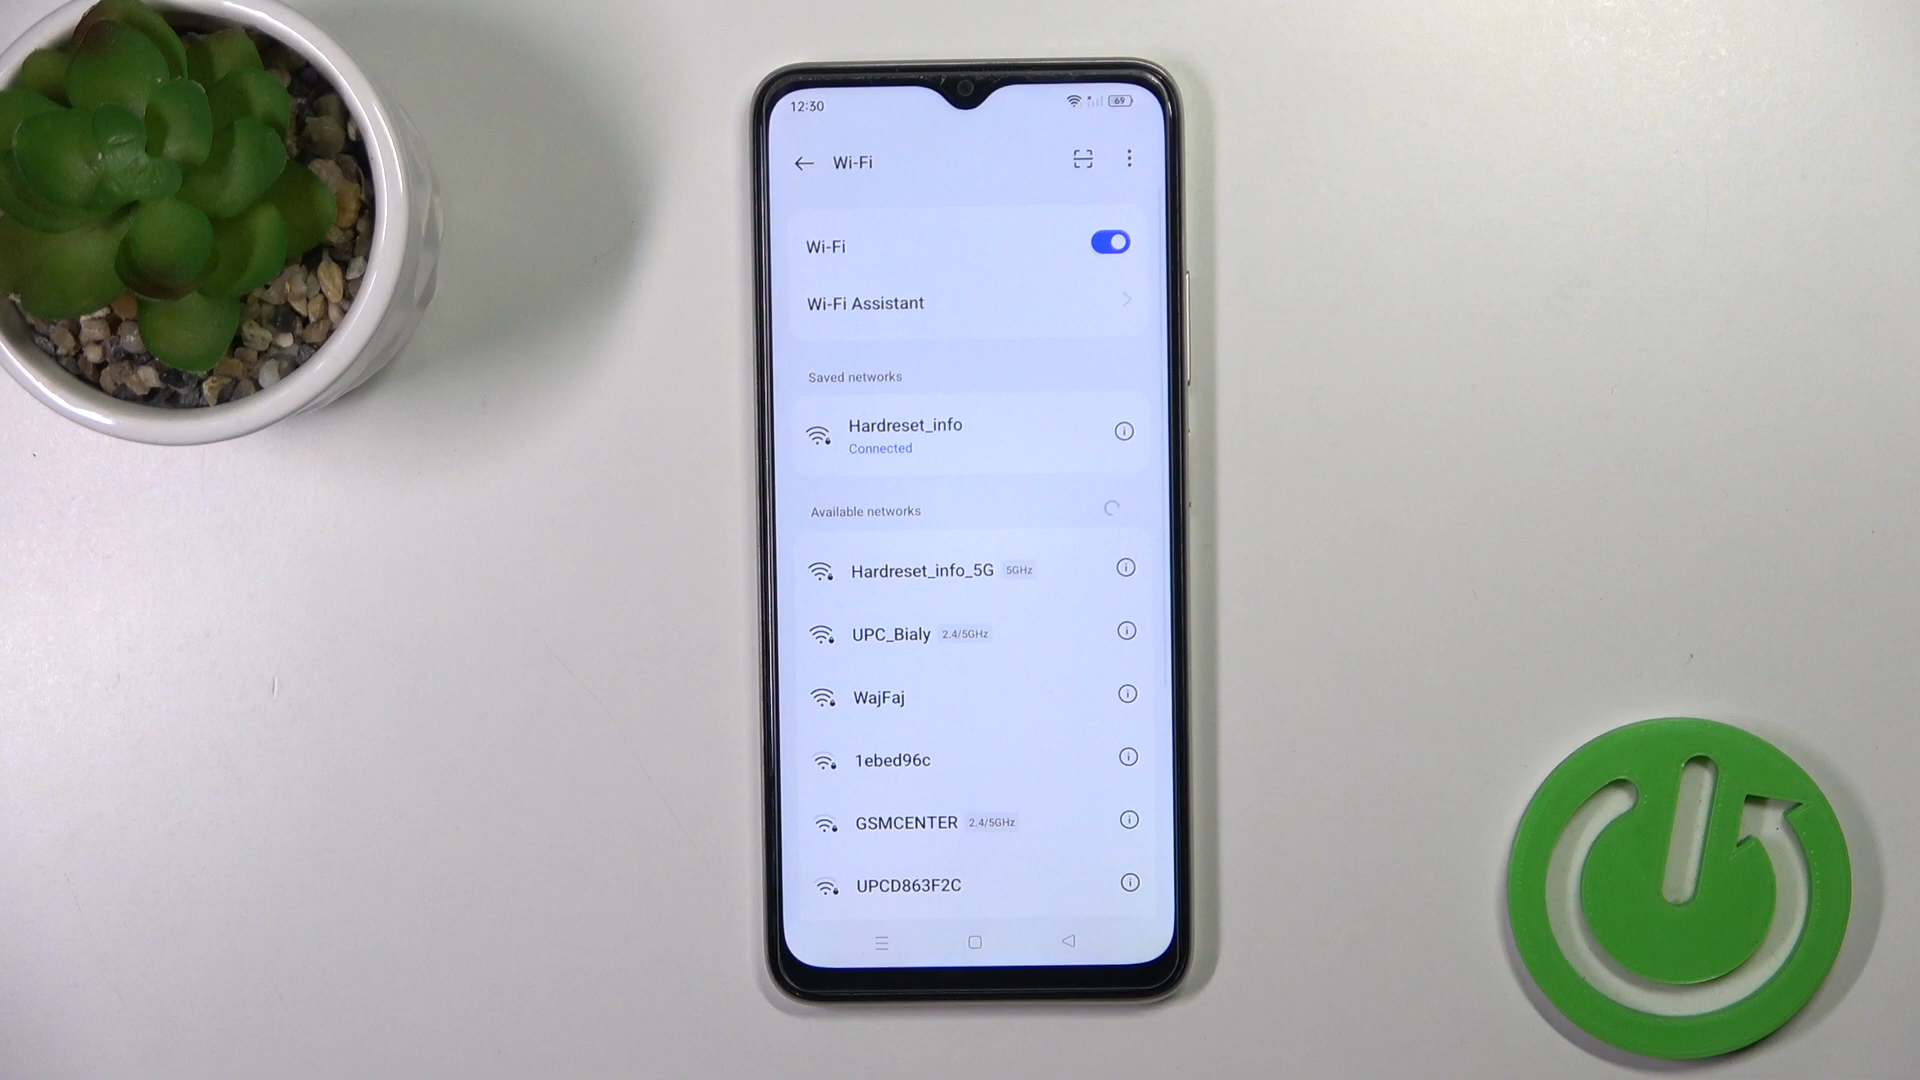 12:30
69
Wi-Fi
Wi-Fi
Wi-Fi Assistant
Saved networks
Hardreset_info
Connected
Available networks
Hardreset_info_5G 5GHz
UPC_Bialy 2.4/5GHz
WajFaj
1ebed96c
GSMCENTER 2.4/5GHz
UPCD863F2C